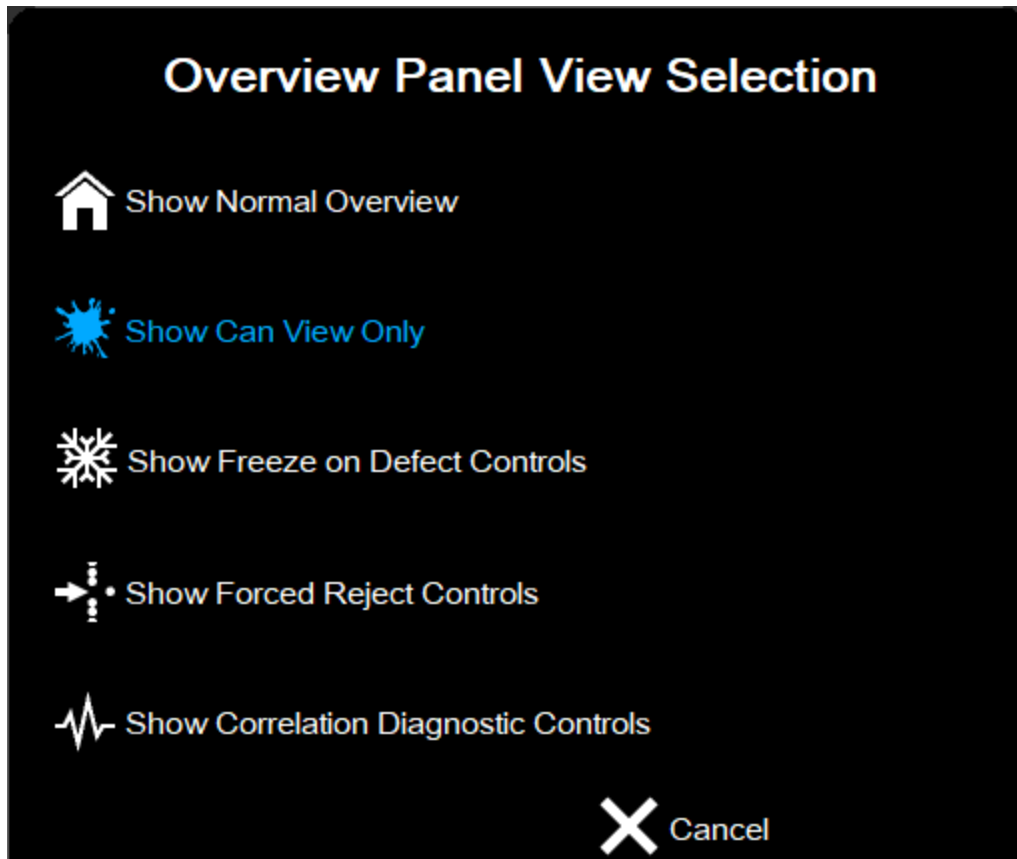 Overview Panel View Selection
Show Normal Overview
Show Can View Only
Show Freeze on Defect Controls
Show Forced Reject Controls
Show Correlation Diagnostic Controls
Cancel